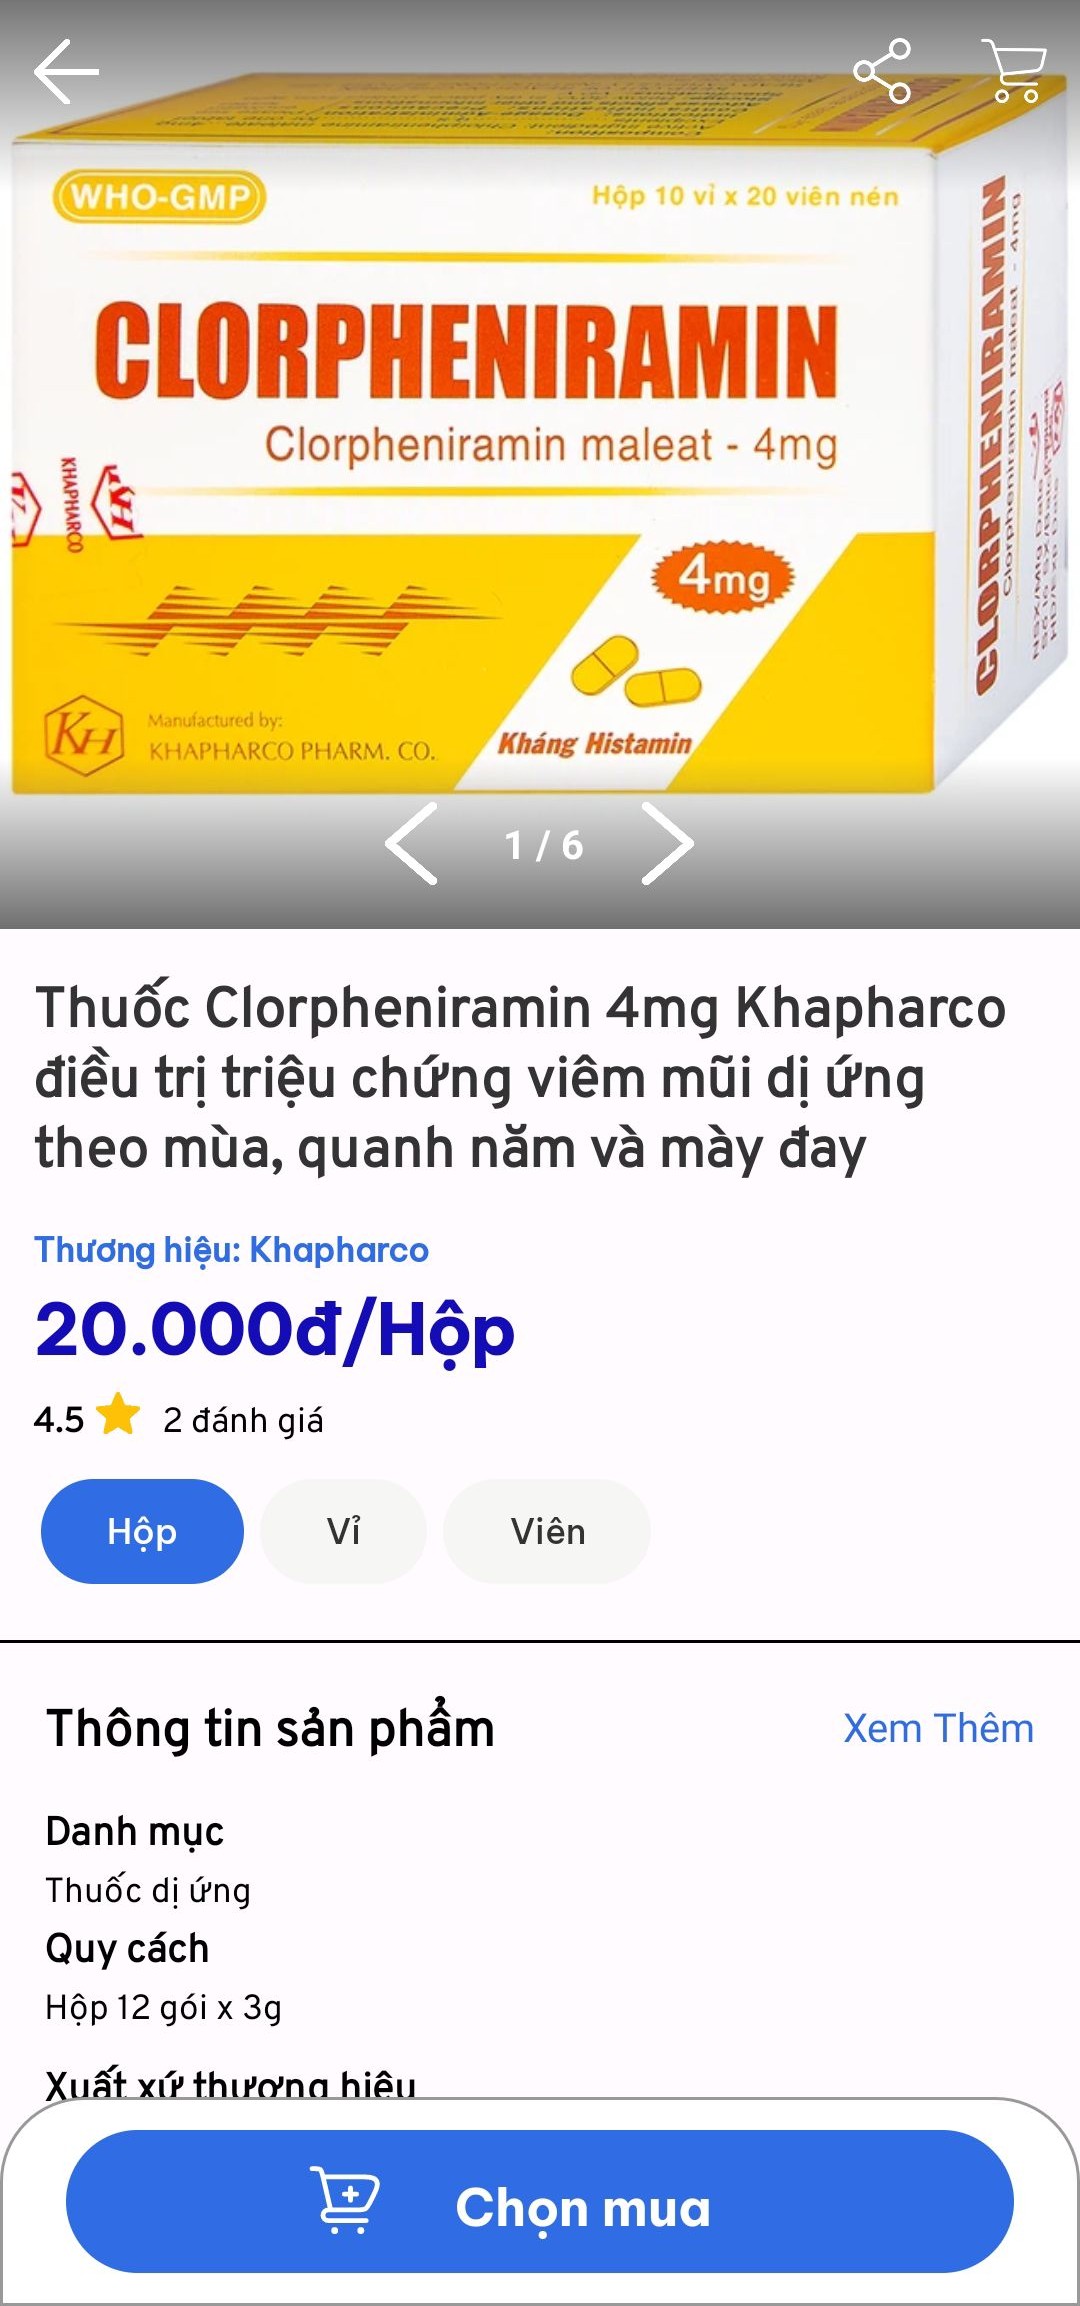 WHO-GMP
Hộp 10 vỉ x 20 viên nén
CLORPHENIRAMIN
Clorpheniramin maleat - 4mg
KHAPHARCO
KH
4mg
KH
Manufactured by:
KHAPHARCO PHARM. CO.
Kháng Histamin
CLORPHENIRAMIN
Clorpheniramin maleat - 4mg
1 / 6
Thuốc Clorpheniramin 4mg Khapharco
điều trị triệu chứng viêm mũi dị ứng
theo mùa, quanh năm và mày đay
Thương hiệu: Khapharco
20.000đ/Hộp
4.5 2 đánh giá
Hộp Vỉ Viên
Thông tin sản phẩm Xem Thêm
Danh mục
Thuốc dị ứng
Quy cách
Hộp 12 gói x 3g
Xuất xứ thương hiệu
Chọn mua